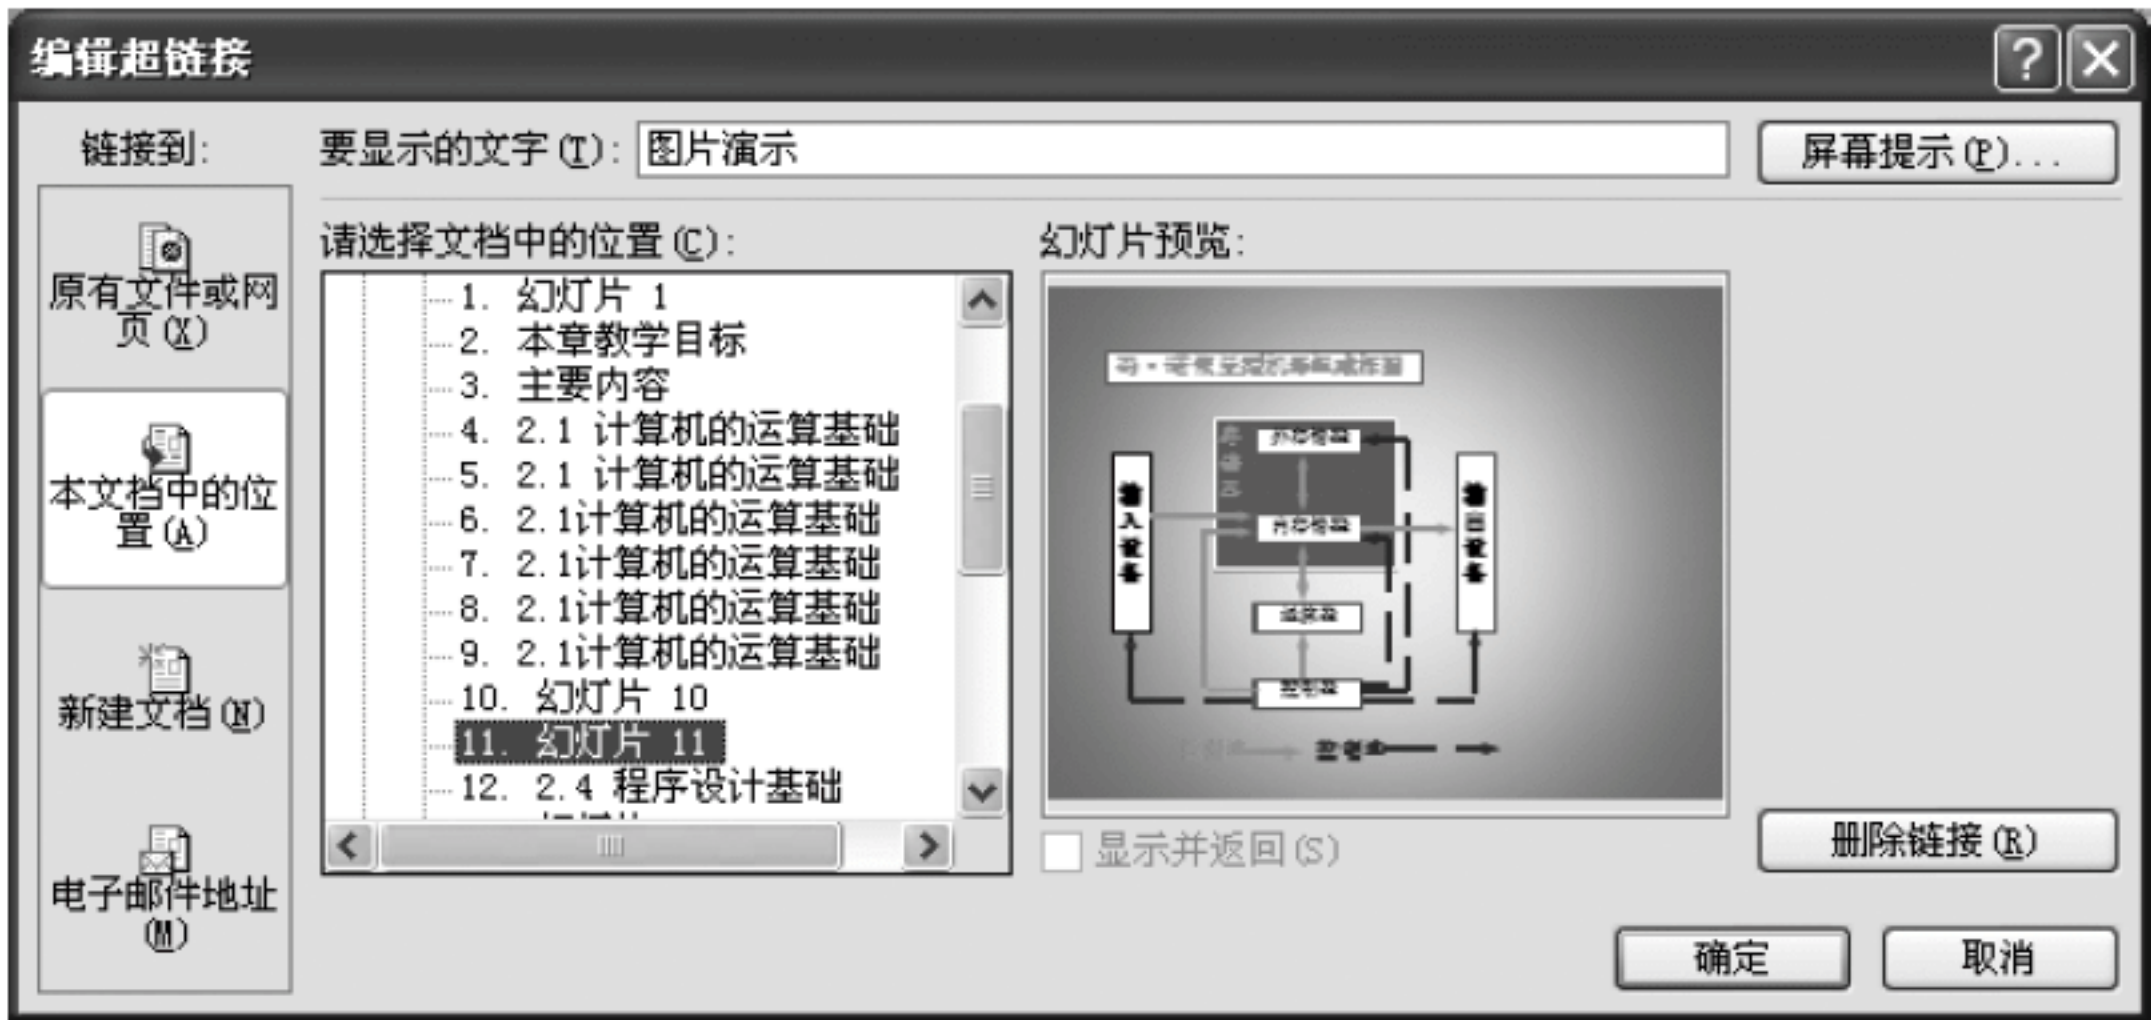 编辑超链接
链接到:
要显示的文字(T): 图片演示
屏幕提示(P)...
原有文件或网
页(X)
本文档中的位
置(A)
新建文档(N)
电子邮件地址
(M)
请选择文档中的位置(C):
1. 幻灯片 1
2. 本章教学目标
3. 主要内容
4. 2.1 计算机的运算基础
5. 2.1 计算机的运算基础
6. 2.1计算机的运算基础
7. 2.1计算机的运算基础
8. 2.1计算机的运算基础
9. 2.1计算机的运算基础
10. 幻灯片 10
11. 幻灯片 11
12. 2.4 程序设计基础
幻灯片预览:
显示并返回(S)
删除链接(R)
确定
取消